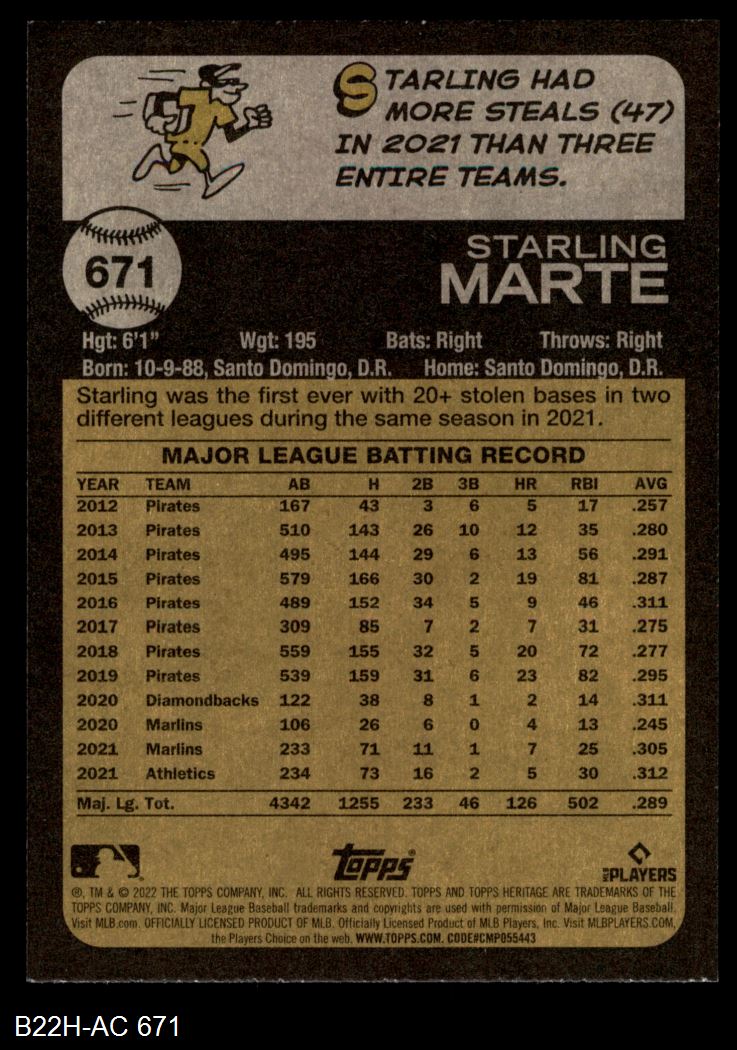 STARLING HAD
MORE STEALS (47)
IN 2021 THAN THREE
ENTIRE TEAMS.
671
STARLING
MARTE
Hgt: 6'1" Wgt: 195 Bats: Right Throws: Right
Born: 10-9-88, Santo Domingo, D.R. Home: Santo Domingo, D.R.
Starling was the first ever with 20+ stolen bases in two
different leagues during the same season in 2021.
MAJOR LEAGUE BATTING RECORD
YEAR TEAM AB H 2B 3B HR RBI AVG
2012 Pirates 167 43 3 6 5 17 .257
2013 Pirates 510 143 26 10 12 35 .280
2014 Pirates 495 144 29 6 13 56 .291
2015 Pirates 579 166 30 2 19 81 .287
2016 Pirates 489 152 34 5 9 46 .311
2017 Pirates 309 85 7 2 7 31 .275
2018 Pirates 559 155 32 5 20 72 .277
2019 Pirates 539 159 31 6 23 82 .295
2020 Diamondbacks 122 38 8 1 2 14 .311
2020 Marlins 106 26 6 0 4 13 .245
2021 Marlins 233 71 11 1 7 25 .305
2021 Athletics 234 73 16 2 5 30 .312
Maj. Lg. Tot. 4342 1255 233 46 126 502 .289
Topps®
MLB PLAYERS
®, TM & © 2022 THE TOPPS COMPANY, INC. ALL RIGHTS RESERVED. TOPPS AND TOPPS HERITAGE ARE TRADEMARKS OF THE
TOPPS COMPANY, INC. Major League Baseball trademarks and copyrights are used with permission of Major League Baseball.
Visit MLB.com. OFFICIALLY LICENSED PRODUCT OF MLB. Officially Licensed Product of MLB Players, Inc. Visit MLBPLAYERS.COM,
the Players Choice on the web. WWW.TOPPS.COM. CODE#CMP055443
B22H-AC 671